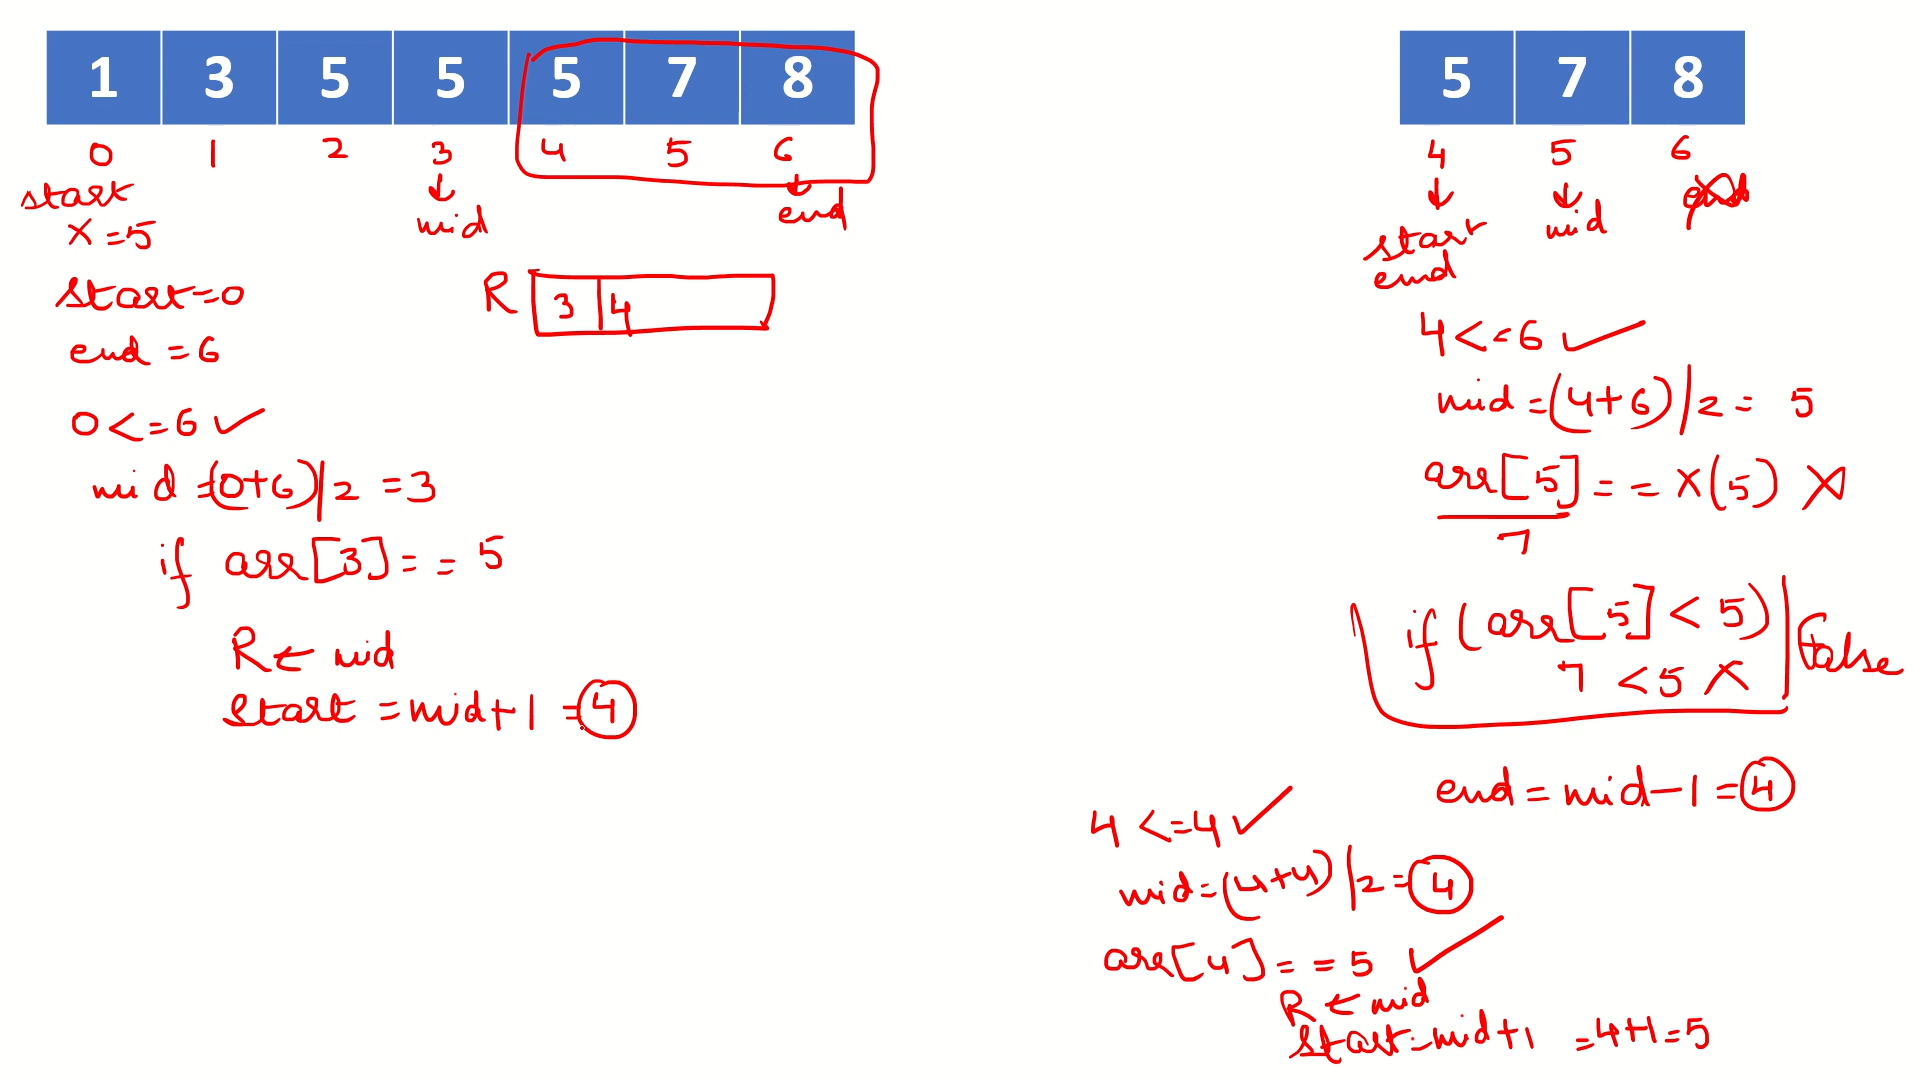 1 3 5 5 5 7 8
0 1 2 3 4 5 6
start mid end
x = 5
start = 0
end = 6
R 3 4
0 <= 6 ✓
mid = (0+6)/2 = 3
if arr[3] == 5
R ← mid
start = mid+1 = 4
5 7 8
4 5 6
start mid end
end
4 <= 6 ✓
mid = (4+6)/2 = 5
arr[5] == x(5) X
7
if (arr[5] < 5) False
7 < 5 X
end = mid-1 = 4
4 <= 4 ✓
mid = (4+4)/2 = 4
arr[4] == 5 ✓
R ← mid
start = mid+1 = 4+1 = 5